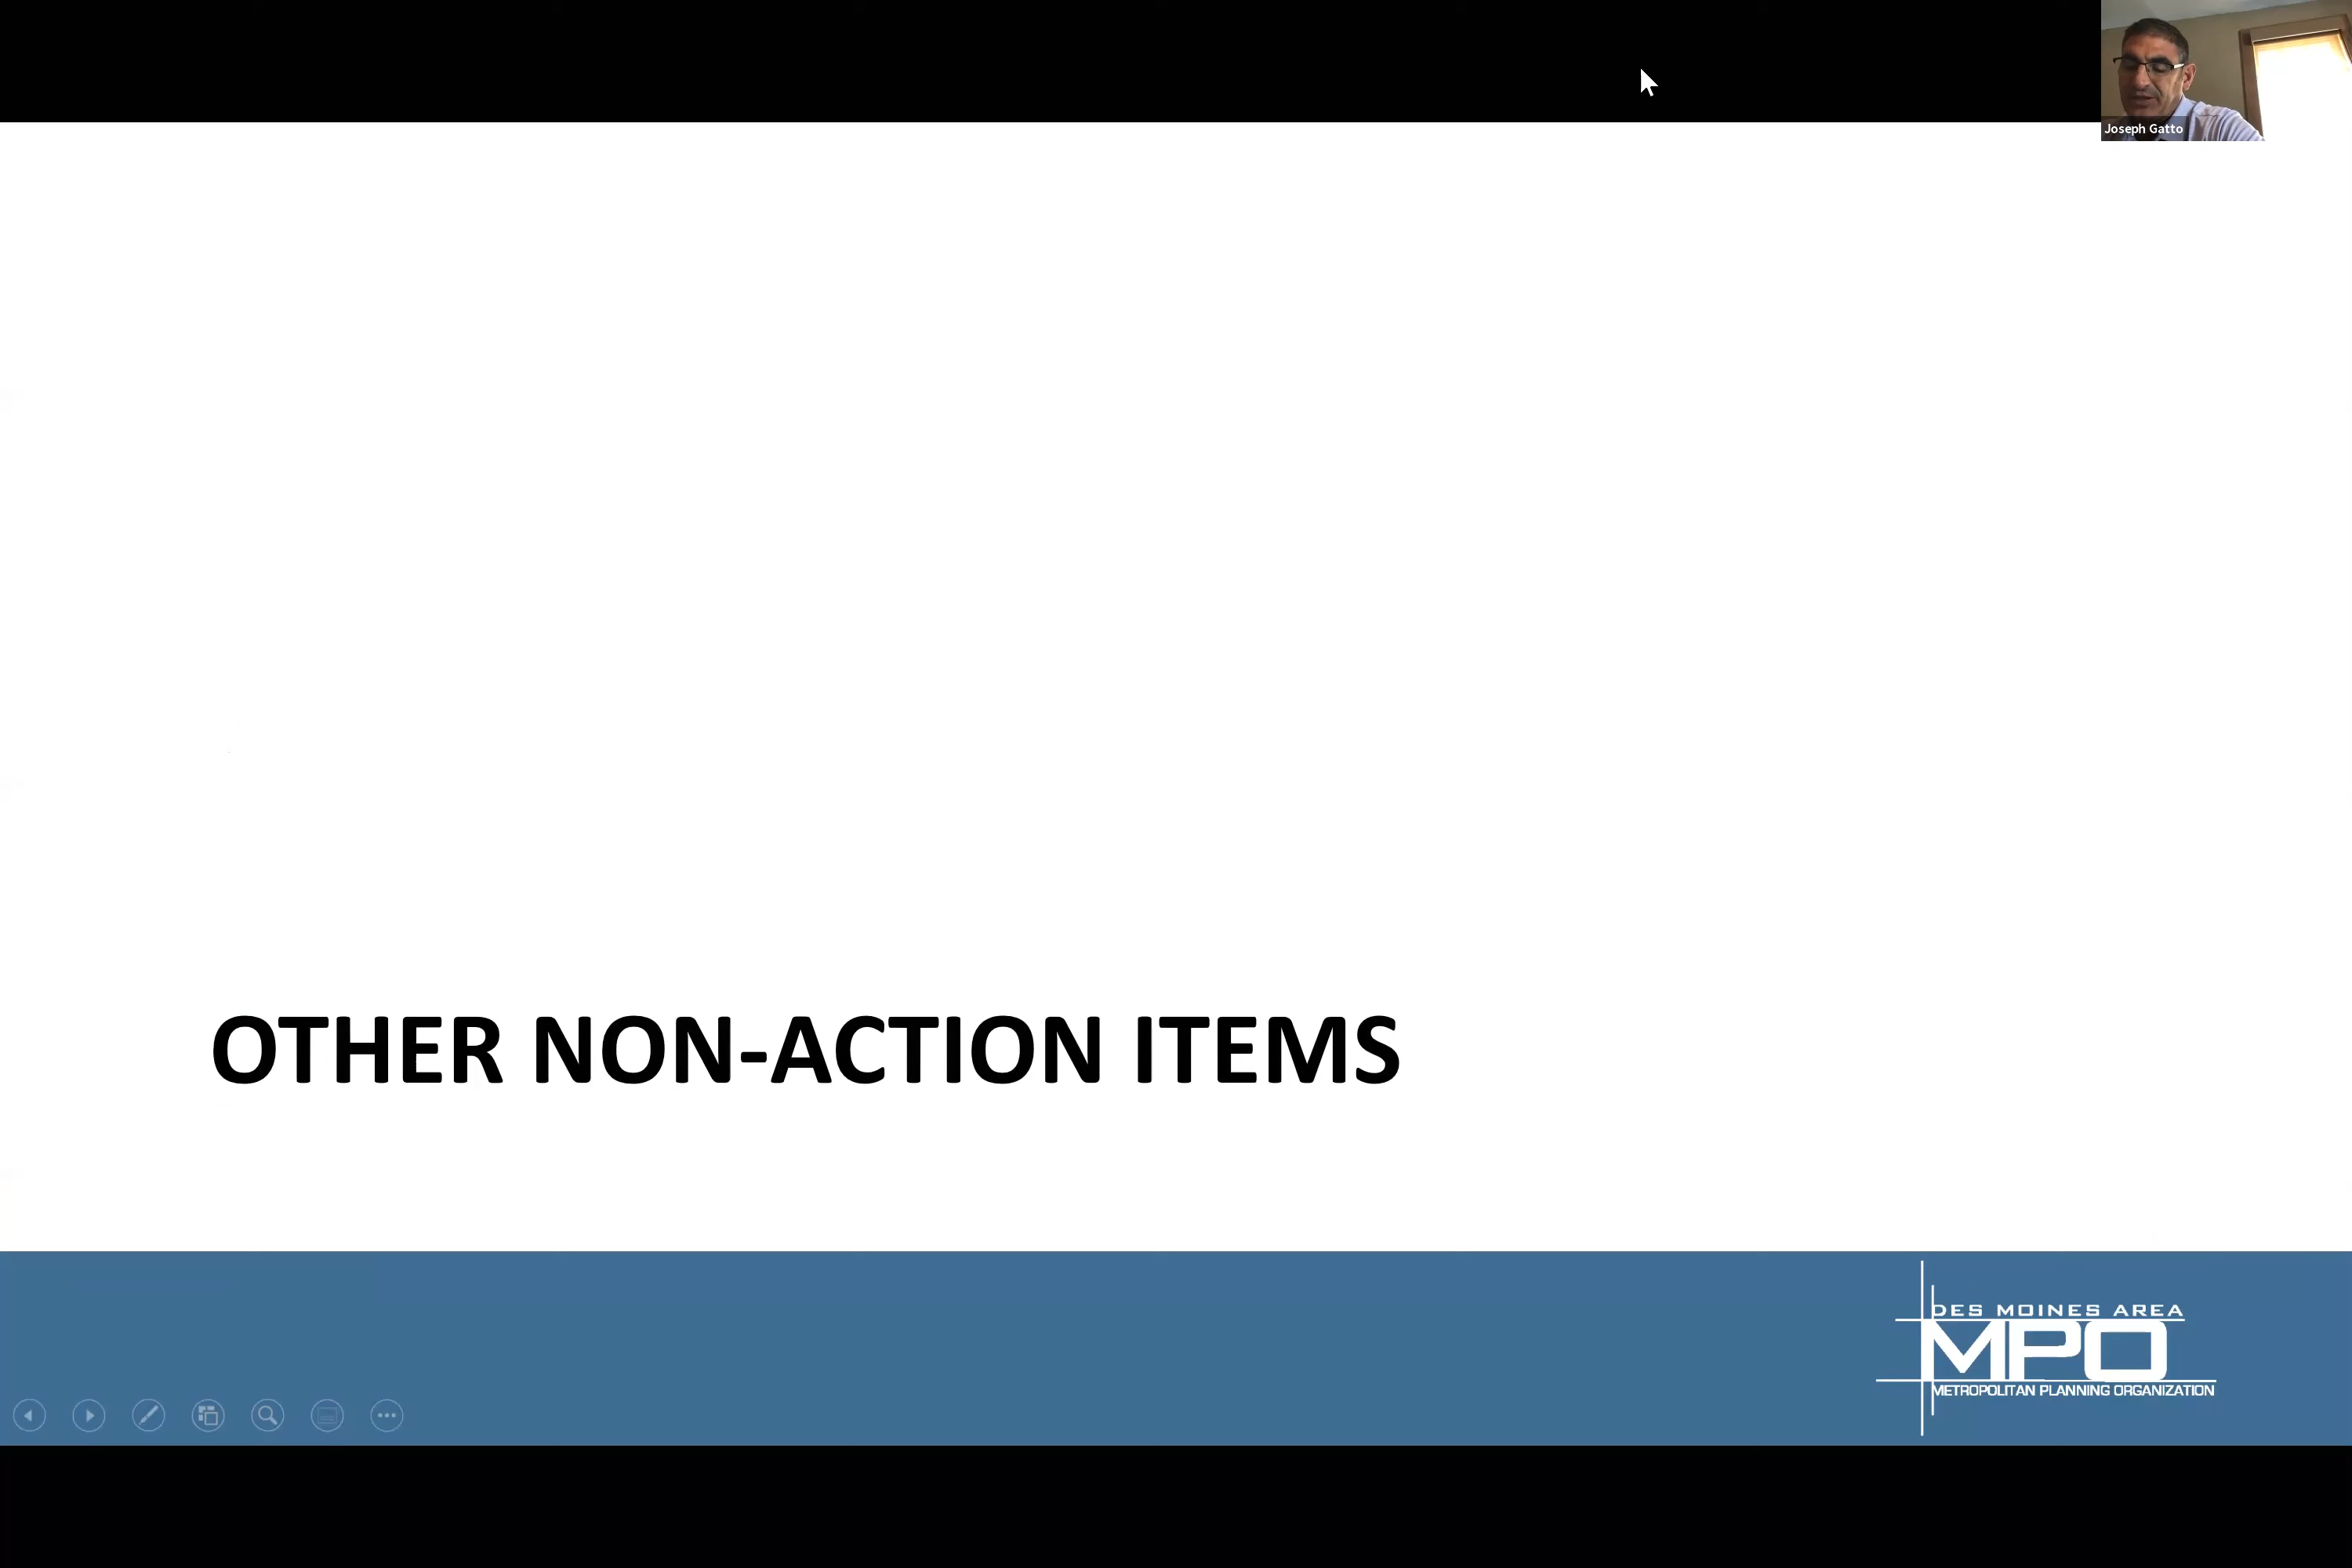 Joseph Gatto
OTHER NON-ACTION ITEMS
DES MOINES AREA
MPO
METROPOLITAN PLANNING ORGANIZATION